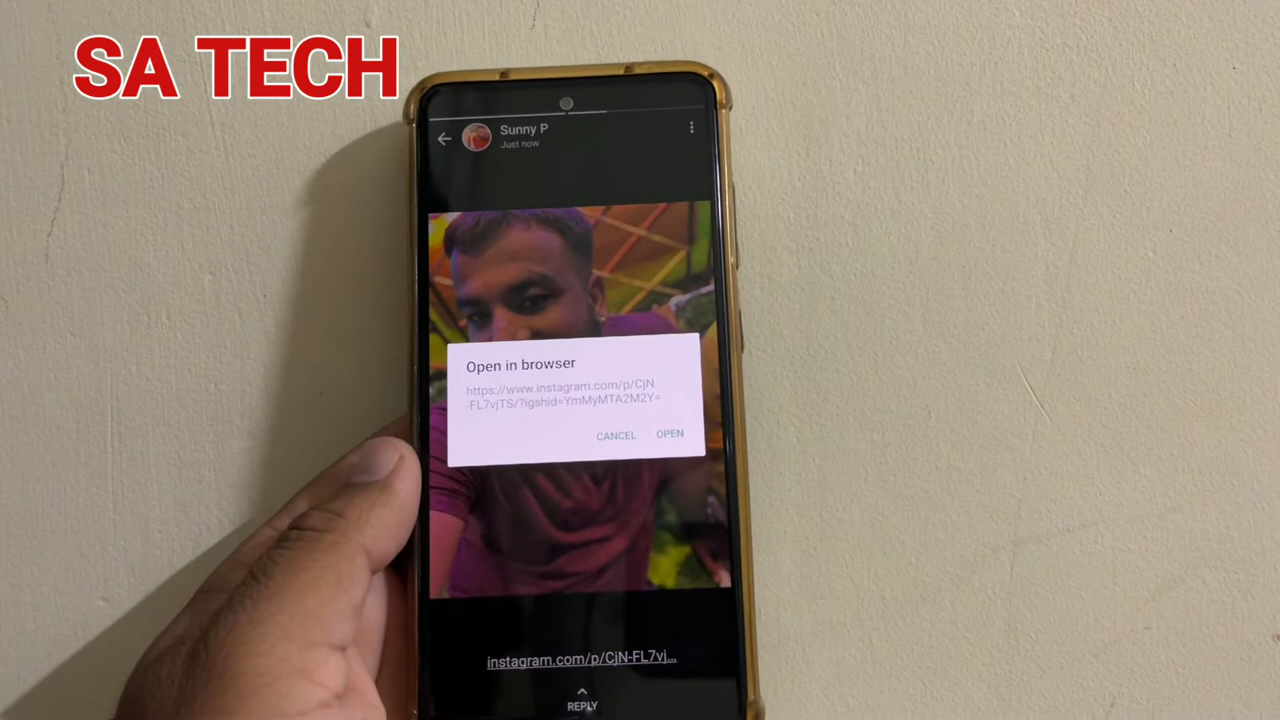 SA TECH
Sunny P
Just now
Open in browser
https://www.instagram.com/p/CjN
-FL7vjTS/?igshid=YmMyMTA2M2Y=
CANCEL
OPEN
instagram.com/p/CjN-FL7vj...
REPLY